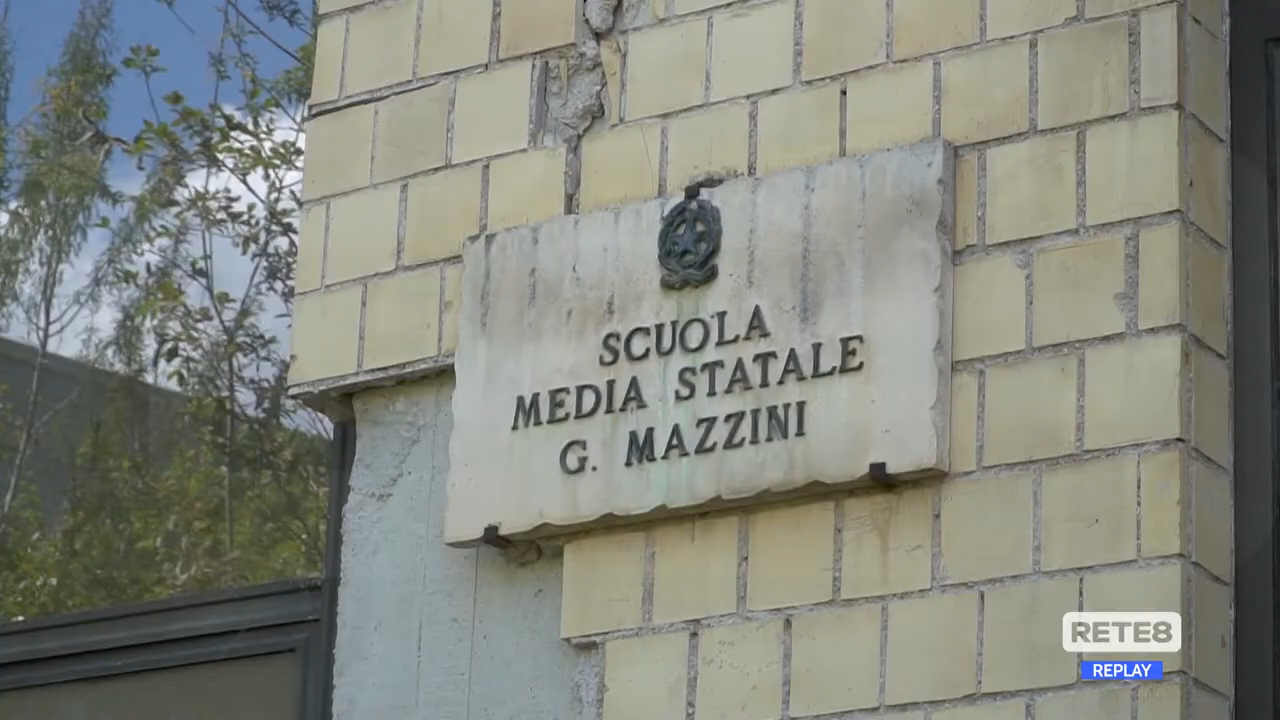 SCUOLA
MEDIA STATALE
G. MAZZINI
RETE8
REPLAY